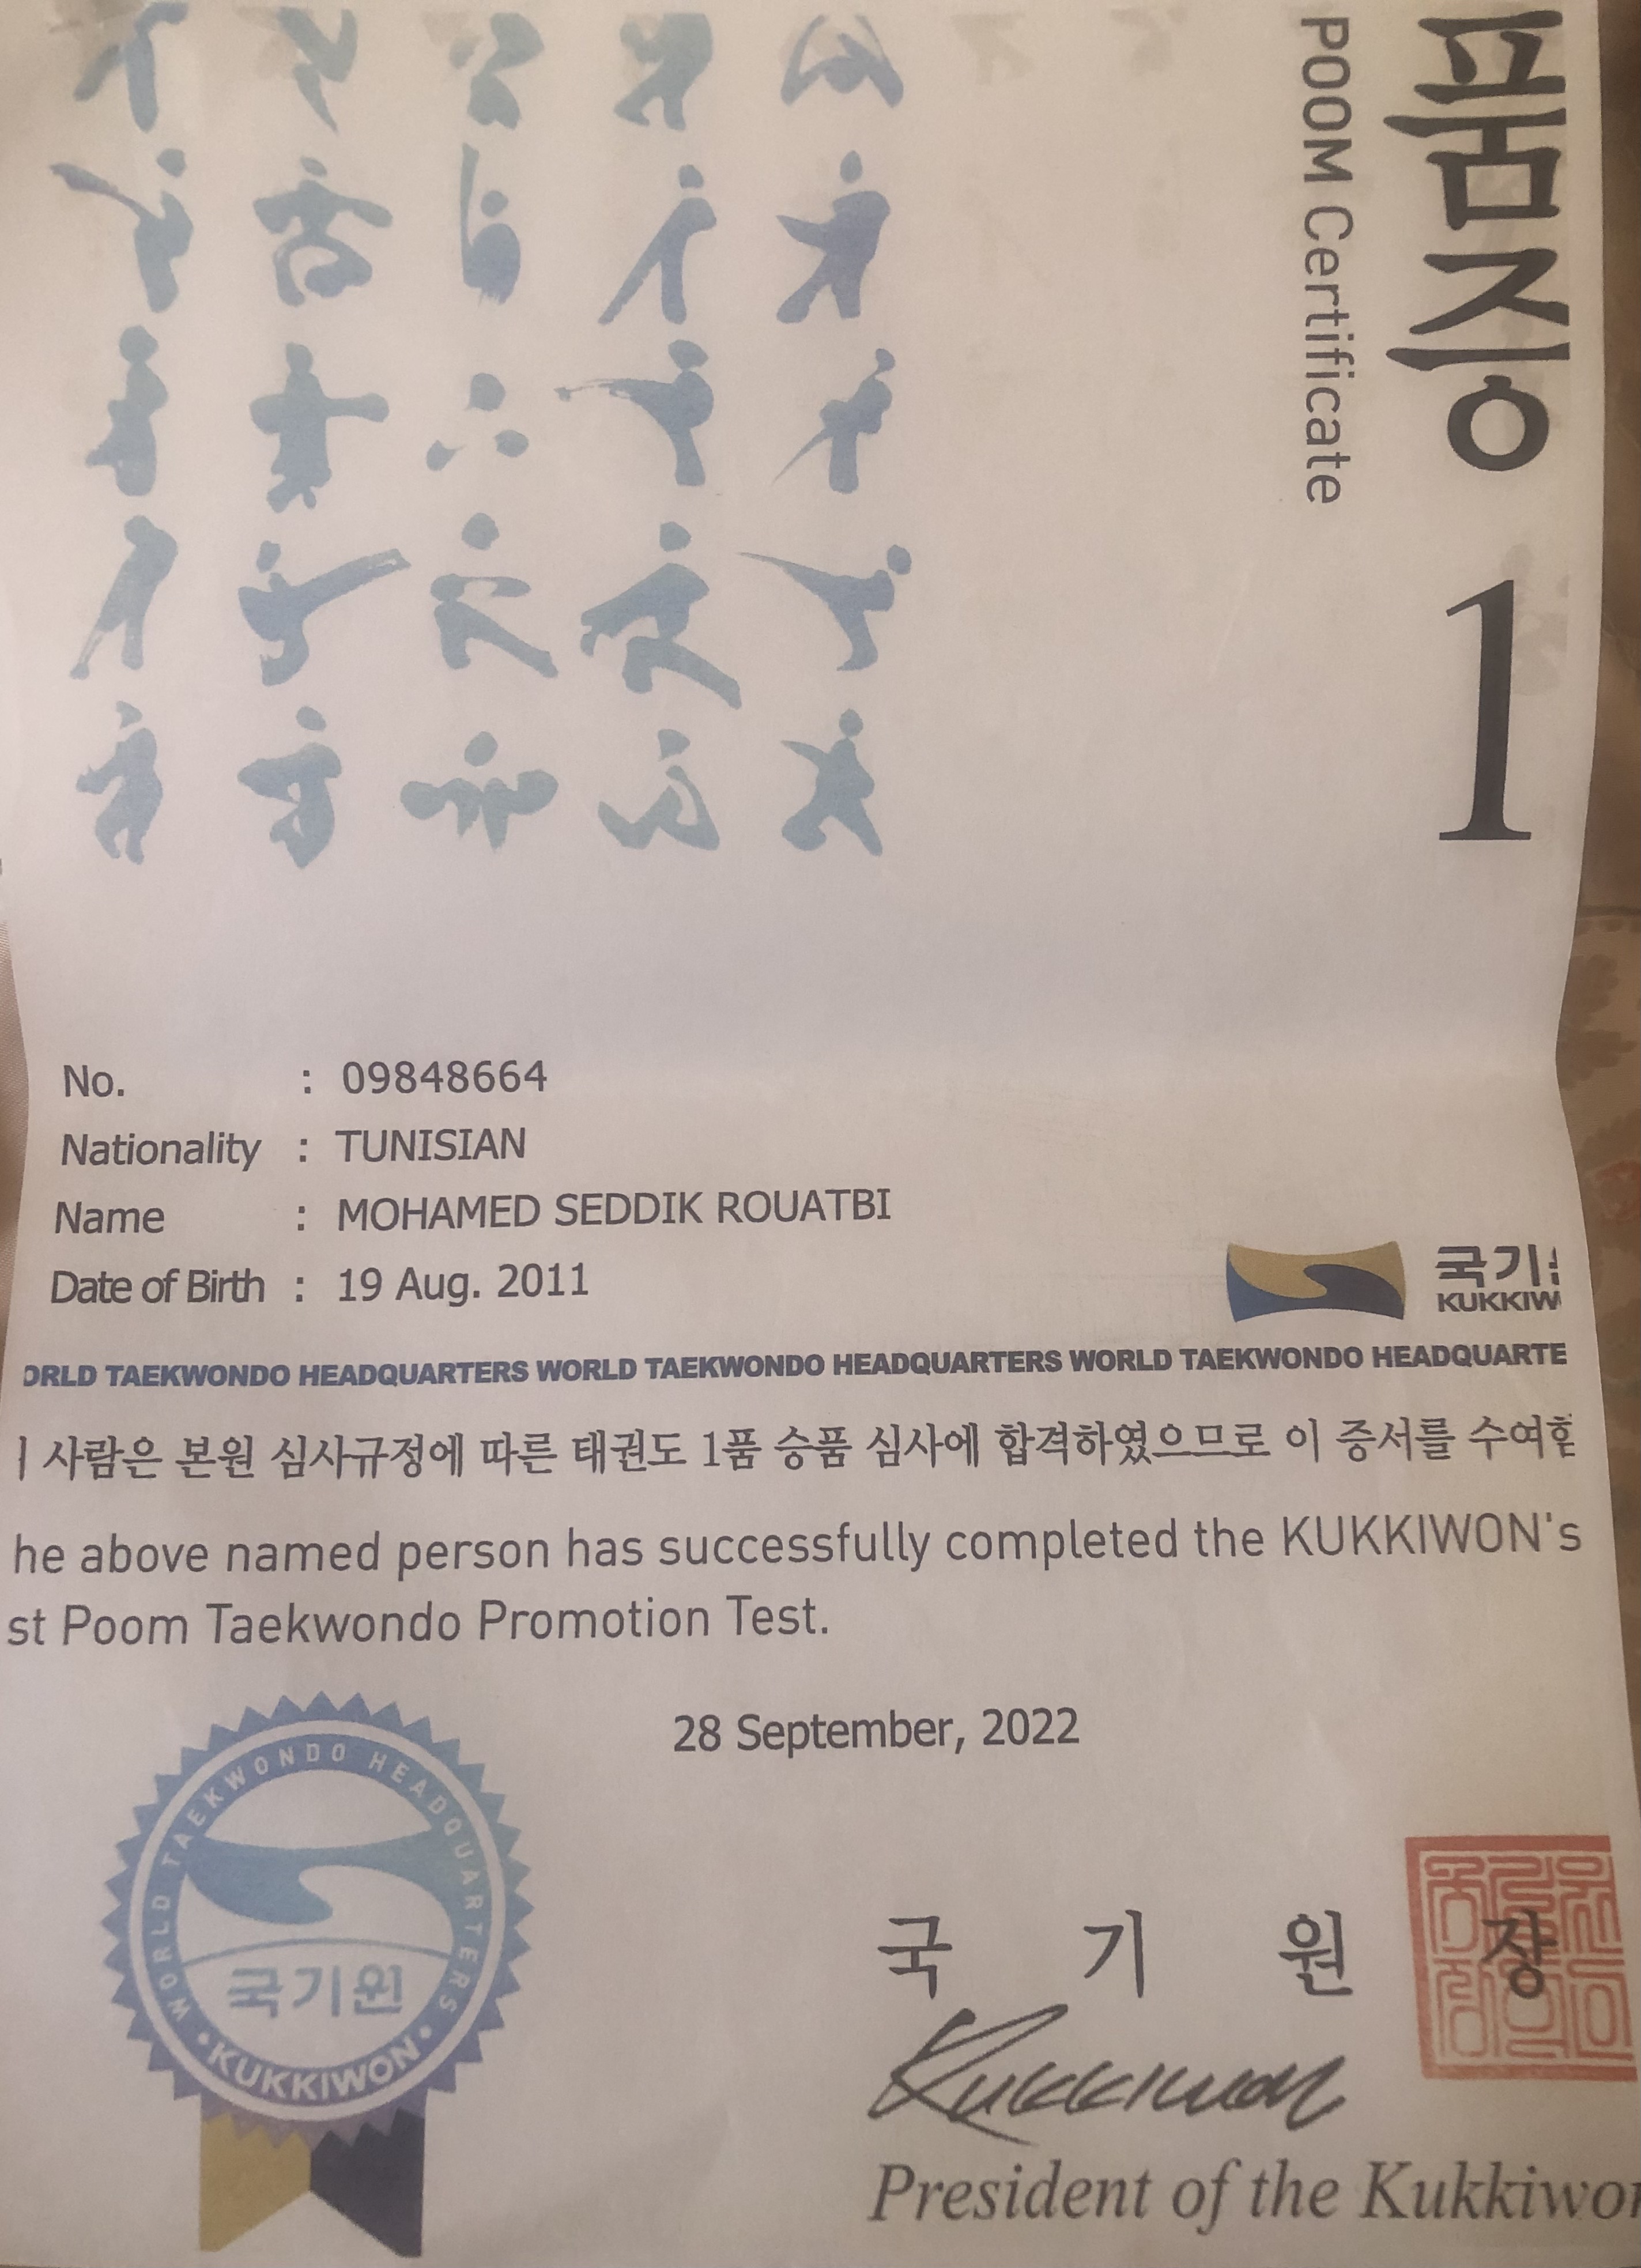 품증 1
POOM Certificate
No. : 09848664
Nationality : TUNISIAN
Name : MOHAMED SEDDIK ROUATBI
Date of Birth : 19 Aug. 2011
국기
KUKKIW
ORLD TAEKWONDO HEADQUARTERS WORLD TAEKWONDO HEADQUARTERS WORLD TAEKWONDO HEADQUARTE
사람은 본원 심사규정에 따른 태권도 1품 승품 심사에 합격하였으므로 이 증서를 수여함
he above named person has successfully completed the KUKKIWON's
st Poom Taekwondo Promotion Test.
28 September, 2022
WORLD TAEKWONDO HEADQUARTERS
국기원
• KUKKIWON •
국 기 원 장
Kukkiwon
President of the Kukkiwon